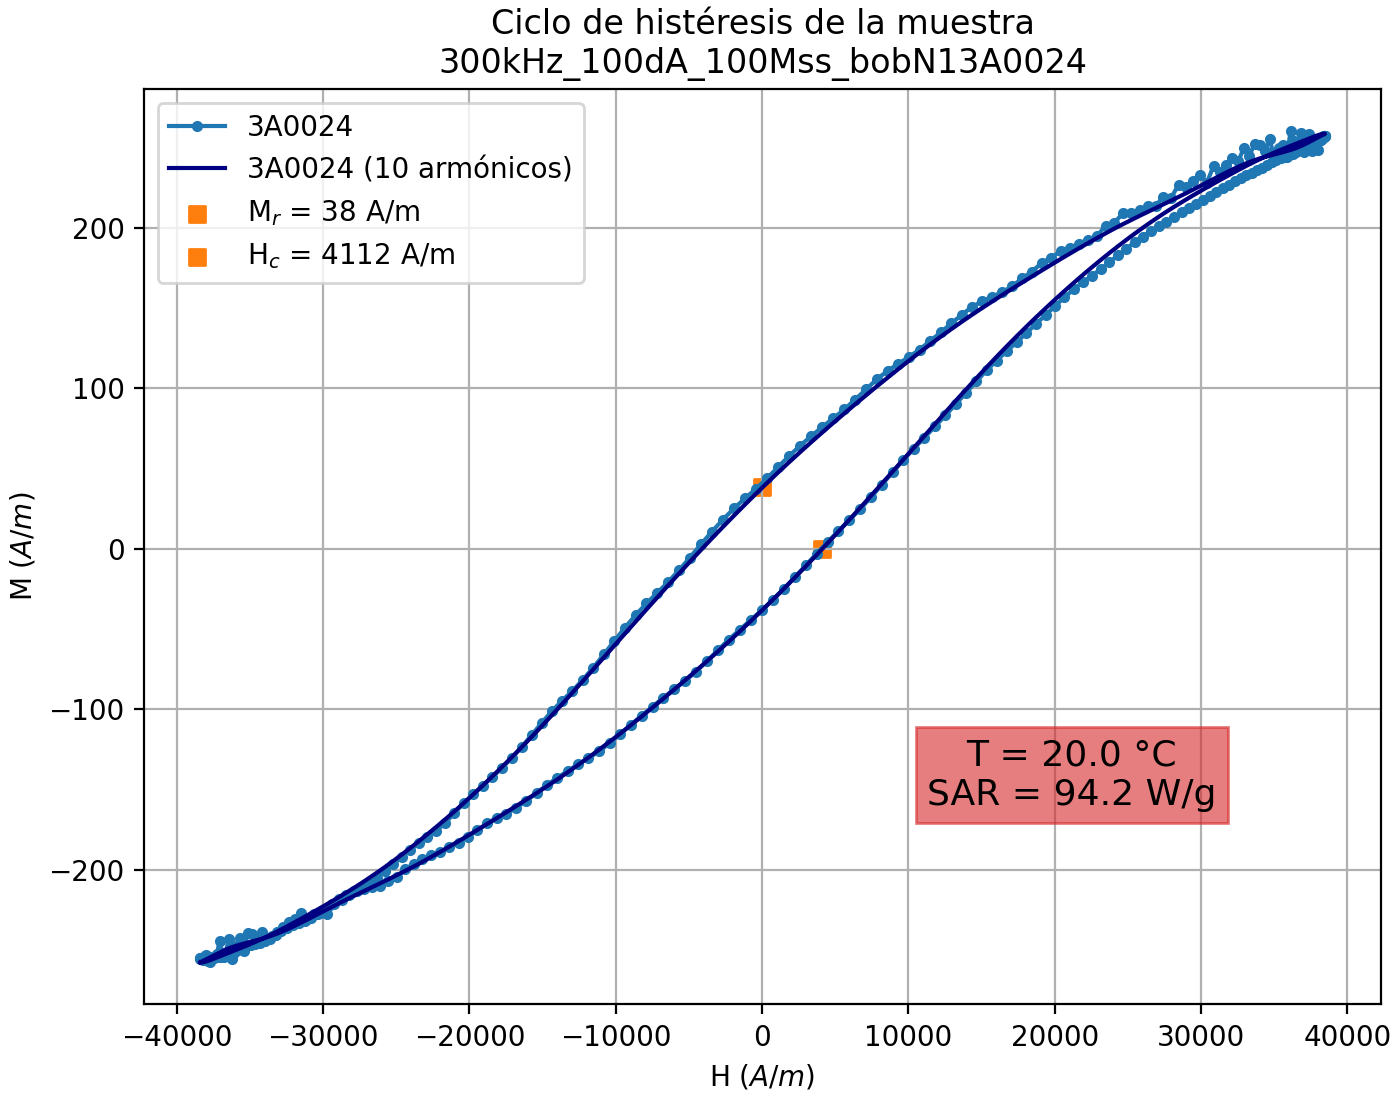 Ciclo de histéresis de la muestra
300kHz_100dA_100Mss_bobN13A0024
3A0024
3A0024 (10 armónicos)
Mᵣ = 38 A/m
H꜀ = 4112 A/m
200
100
0
−100
−200
M (A/m)
T = 20.0 °C
SAR = 94.2 W/g
−40000 −30000 −20000 −10000 0 10000 20000 30000 40000
H (A/m)